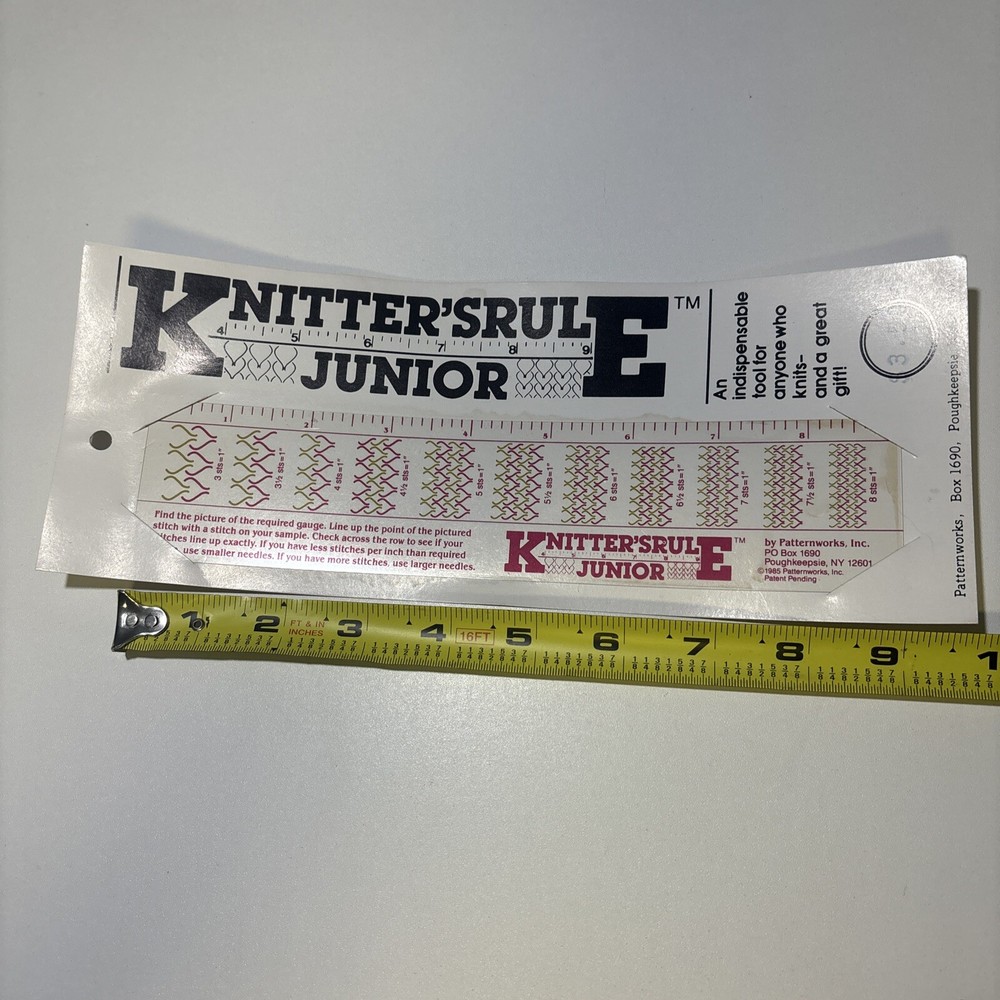 KNITTER'SRULE™
4 5 6 7 8 9
JUNIOR
An
indispensable
tool for
anyone who
knits–
and a great
gift!
Patternworks, Box 1690, Poughkeepsie
1 2 3 4 5 6 7 8
3 sts=1"
3½ sts=1"
4 sts=1"
4½ sts=1"
5 sts=1"
5½ sts=1"
6 sts=1"
6½ sts=1"
7 sts=1"
7½ sts=1"
8 sts=1"
Find the picture of the required gauge. Line up the point of the pictured
stitch with a stitch on your sample. Check across the row to see if your
stitches line up exactly. If you have less stitches per inch than required
use smaller needles. If you have more stitches, use larger needles.
KNITTER'SRULE™
JUNIOR
by Patternworks, Inc.
PO Box 1690
Poughkeepsie, NY 12601
©1985 Patternworks, Inc.
Patent Pending
1 2 FT & IN INCHES 3 4 16FT 5 6 7 8 9 1